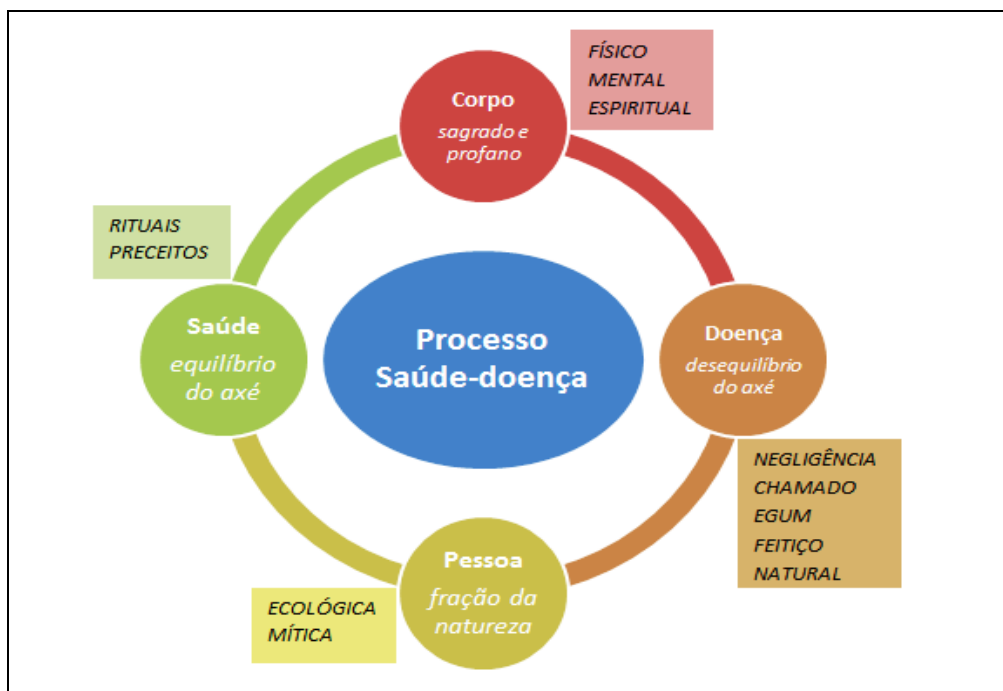 Corpo
sagrado e
profano
FÍSICO
MENTAL
ESPIRITUAL
RITUAIS
PRECEITOS
Saúde
equilíbrio
do axé
Processo
Saúde-doença
Doença
desequilíbrio
do axé
NEGLIGÊNCIA
CHAMADO
EGUM
FEITIÇO
NATURAL
Pessoa
fração da
natureza
ECOLÓGICA
MÍTICA